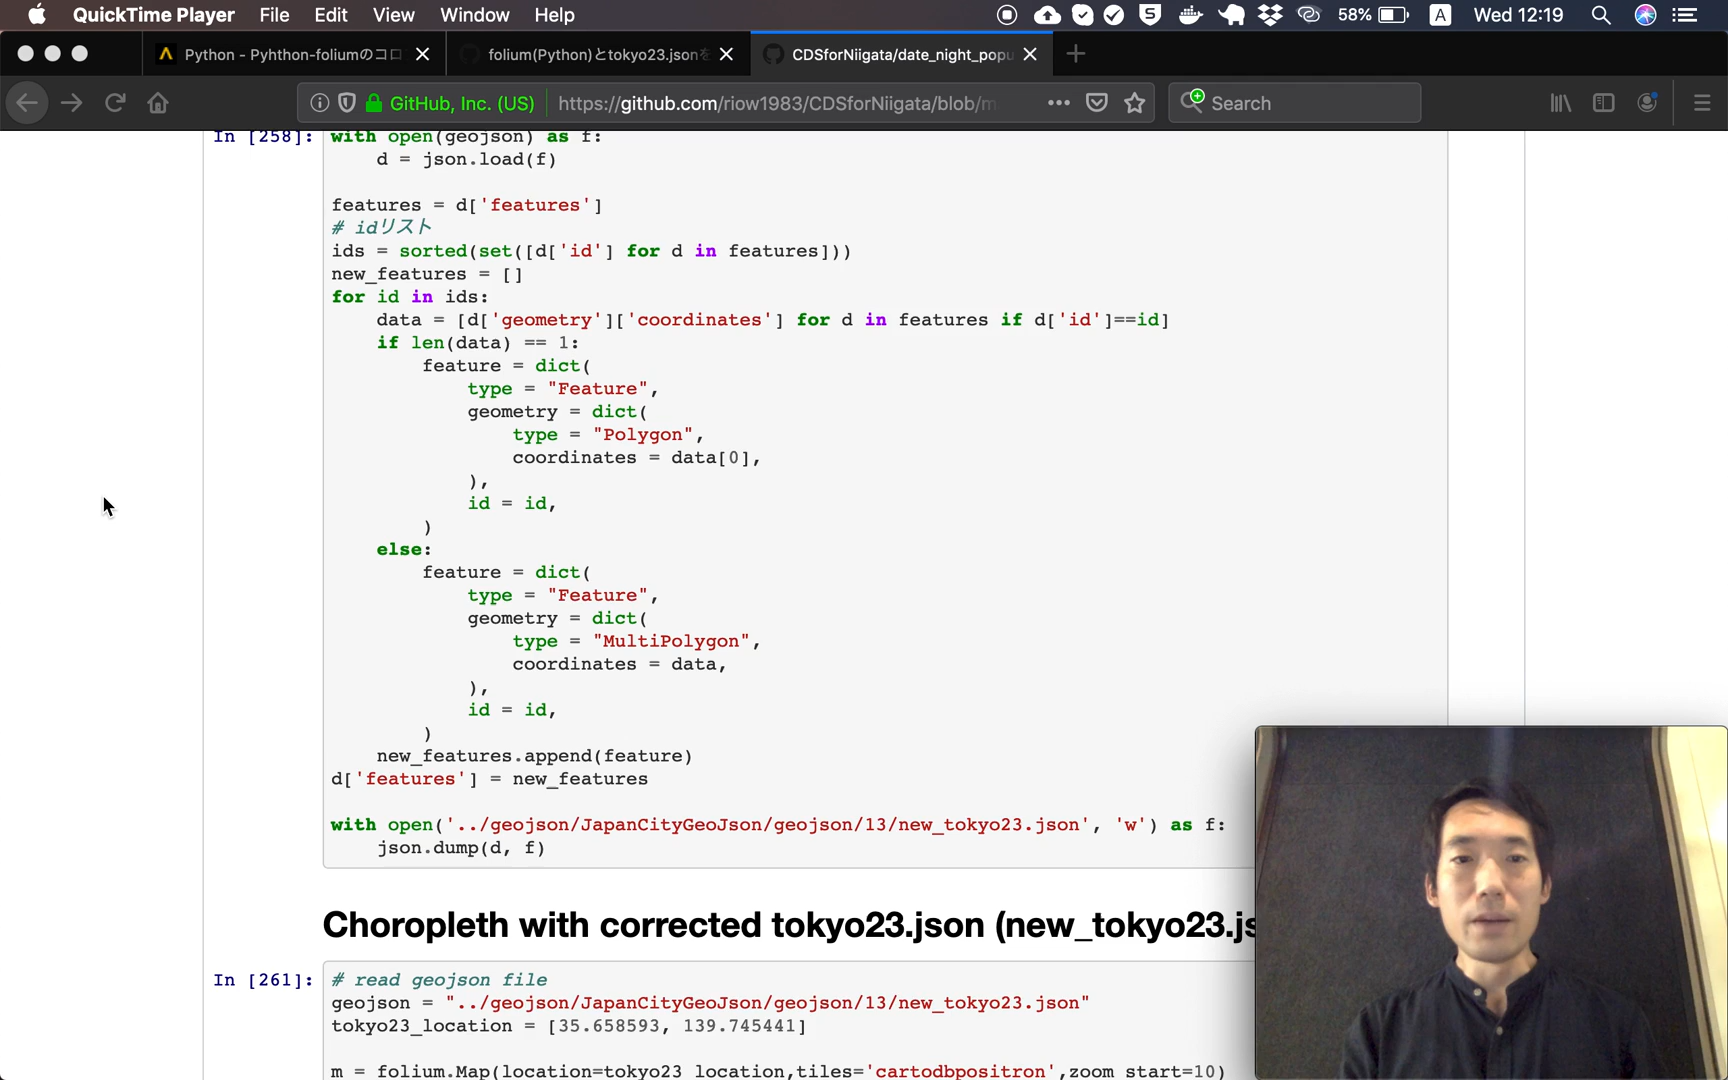 QuickTime Player File Edit View Window Help 58% A Wed 12:19
Python - Pyhthon-foliumのコロ folium(Python)とtokyo23.jsonを CDSforNiigata/date_night_popu
GitHub, Inc. (US) https://github.com/riow1983/CDSforNiigata/blob/m Search
In [258]: with open(geojson) as f:
d = json.load(f)
features = d['features']
# idリスト
ids = sorted(set([d['id'] for d in features]))
new_features = []
for id in ids:
data = [d['geometry']['coordinates'] for d in features if d['id']==id]
if len(data) == 1:
feature = dict(
type = "Feature",
geometry = dict(
type = "Polygon",
coordinates = data[0],
),
id = id,
)
else:
feature = dict(
type = "Feature",
geometry = dict(
type = "MultiPolygon",
coordinates = data,
),
id = id,
)
new_features.append(feature)
d['features'] = new_features
with open('../geojson/JapanCityGeoJson/geojson/13/new_tokyo23.json', 'w') as f:
json.dump(d, f)
Choropleth with corrected tokyo23.json (new_tokyo23.js
In [261]: # read geojson file
geojson = "../geojson/JapanCityGeoJson/geojson/13/new_tokyo23.json"
tokyo23_location = [35.658593, 139.745441]
m = folium.Map(location=tokyo23_location,tiles='cartodbpositron',zoom_start=10)